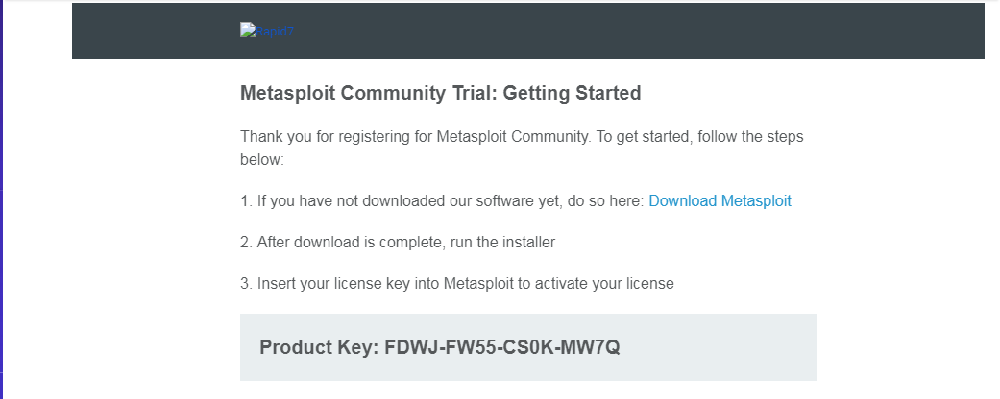 Rapid7
Metasploit Community Trial: Getting Started
Thank you for registering for Metasploit Community. To get started, follow the steps
below:
1. If you have not downloaded our software yet, do so here: Download Metasploit
2. After download is complete, run the installer
3. Insert your license key into Metasploit to activate your license
Product Key: FDWJ-FW55-CS0K-MW7Q